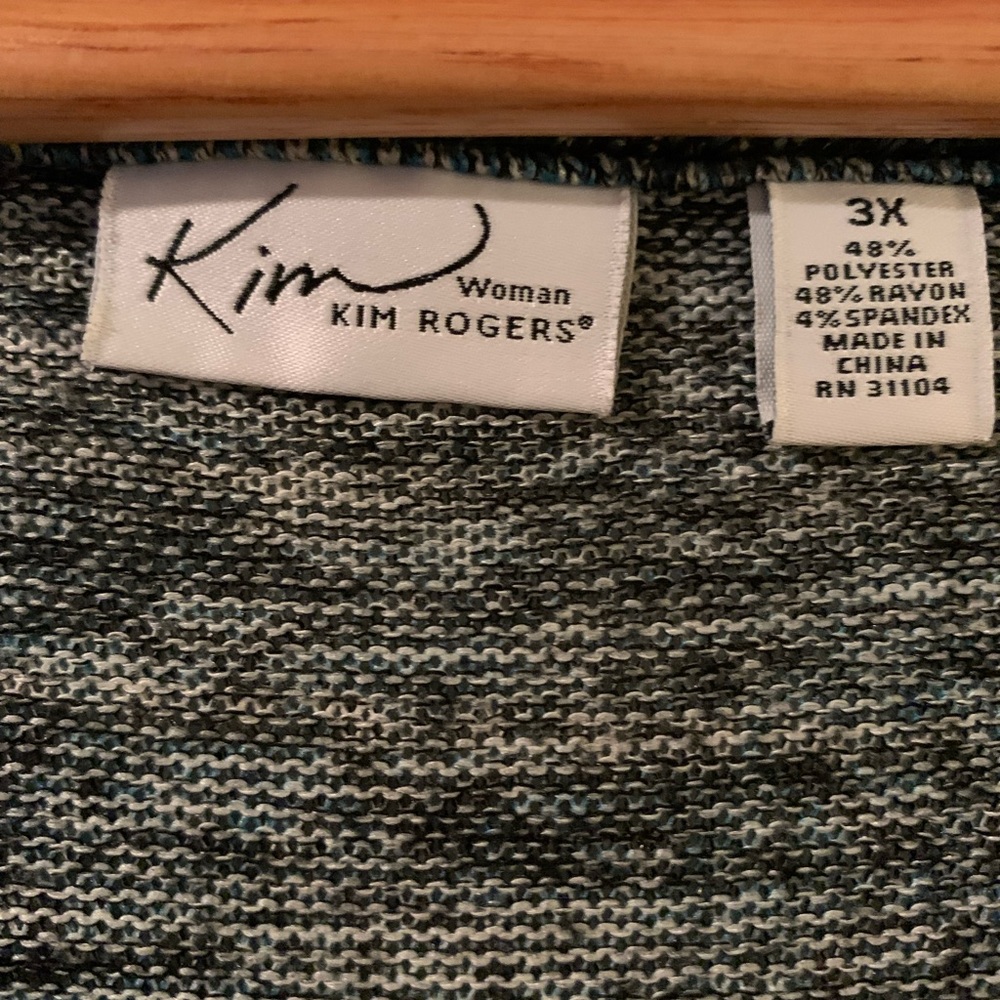 Kim
Woman
KIM ROGERS®
3X
48%
POLYESTER
48% RAYON
4% SPANDEX
MADE IN
CHINA
RN 31104